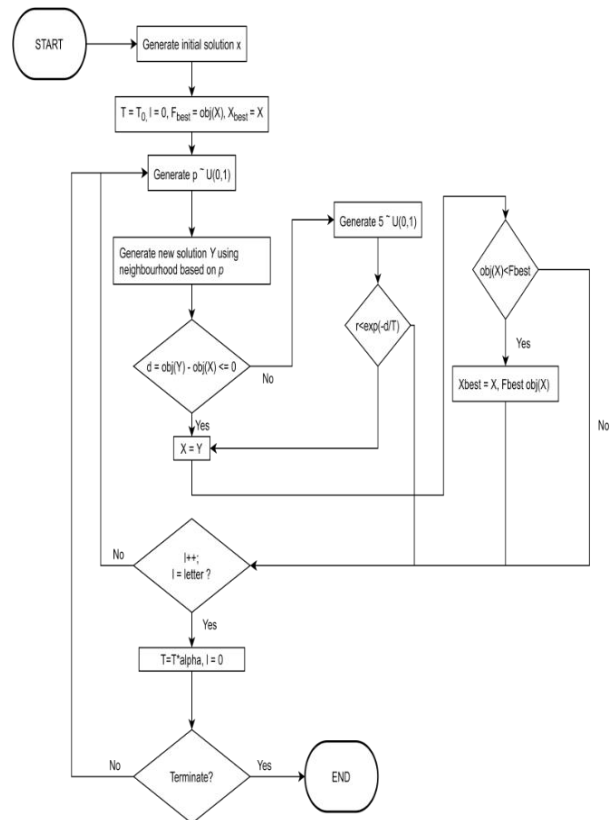 START
Generate initial solution x
T = T0, I = 0, Fbest = obj(X), Xbest = X
Generate p ~ U(0,1)
Generate new solution Y using
neighbourhood based on p
d = obj(Y) - obj(X) <= 0
No
Yes
Generate 5 ~ U(0,1)
r<exp(-d/T)
X = Y
obj(X)<Fbest
Yes
Xbest = X, Fbest obj(X)
No
I++;
I = letter ?
No
Yes
T=T*alpha, I = 0
Terminate?
No
Yes
END